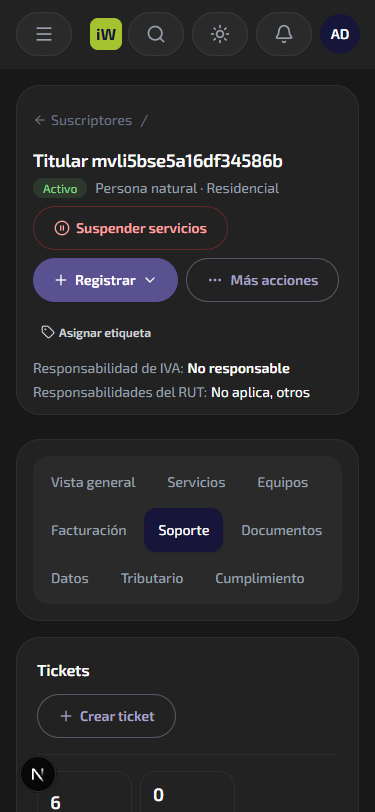 iW
AD
← Suscriptores /
Titular mvli5bse5a16df34586b
Activo Persona natural · Residencial
Suspender servicios
+ Registrar
··· Más acciones
Asignar etiqueta
Responsabilidad de IVA: No responsable
Responsabilidades del RUT: No aplica, otros
Vista general Servicios Equipos
Facturación Soporte Documentos
Datos Tributario Cumplimiento
Tickets
+ Crear ticket
N
6 0